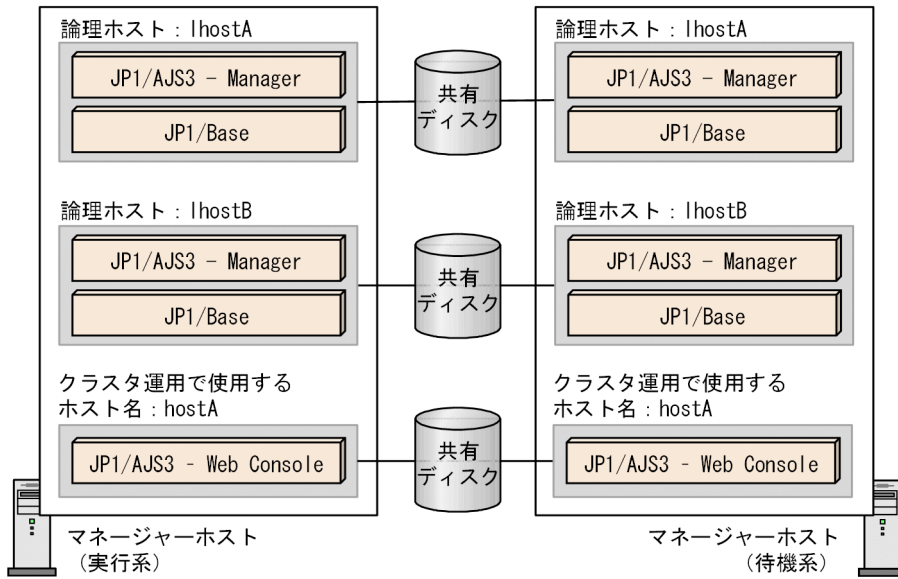 論理ホスト：lhostA
JP1/AJS3 − Manager
JP1/Base
共有
ディスク
論理ホスト：lhostA
JP1/AJS3 − Manager
JP1/Base
論理ホスト：lhostB
JP1/AJS3 − Manager
JP1/Base
共有
ディスク
論理ホスト：lhostB
JP1/AJS3 − Manager
JP1/Base
クラスタ運用で使用する
ホスト名：hostA
JP1/AJS3 - Web Console
共有
ディスク
クラスタ運用で使用する
ホスト名：hostA
JP1/AJS3 - Web Console
マネージャーホスト
（実行系）
マネージャーホスト
（待機系）